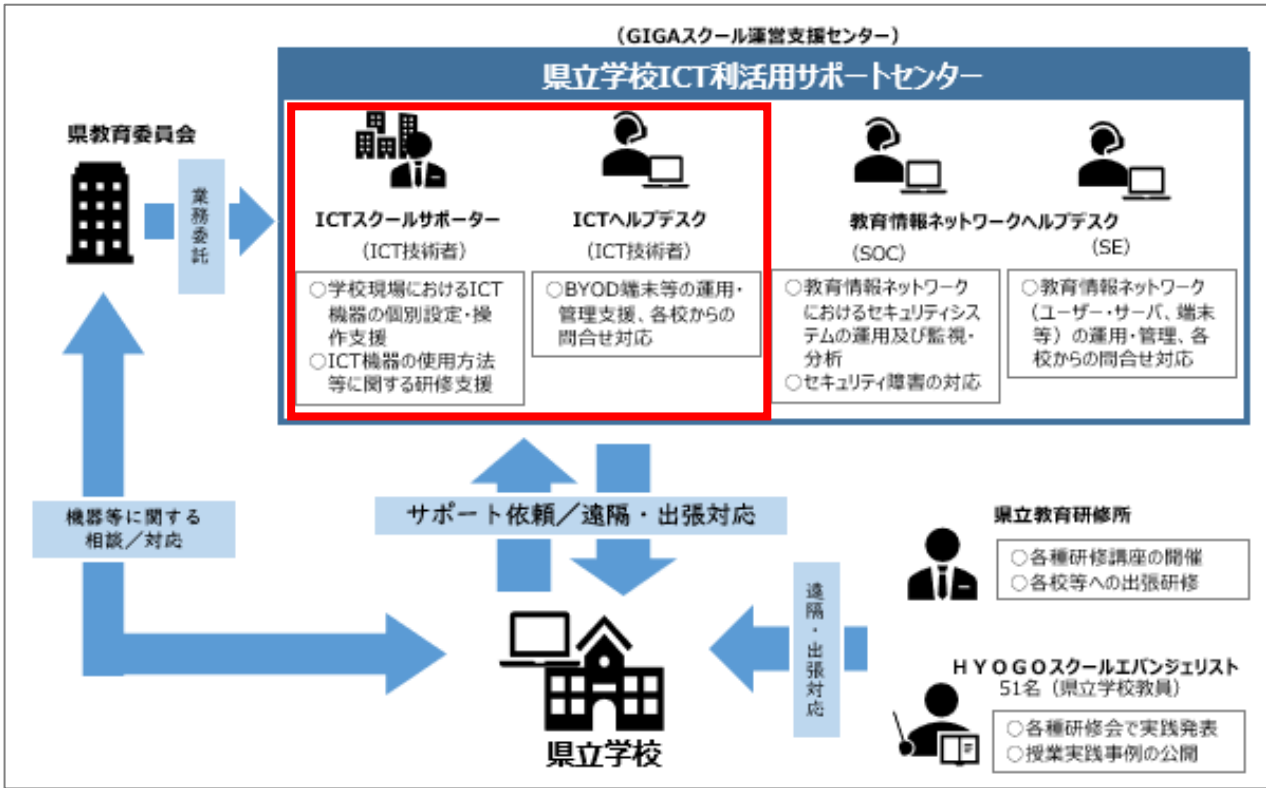 （GIGAスクール運営支援センター）
県立学校ICT利活用サポートセンター
県教育委員会
業務委託
ICTスクールサポーター
（ICT技術者）
○学校現場におけるICT
機器の個別設定・操
作支援
○ICT機器の使用方法
等に関する研修支援
ICTヘルプデスク
（ICT技術者）
○BYOD端末等の運用・
管理支援、各校からの
問合せ対応
教育情報ネットワークヘルプデスク
（SOC）
（SE）
○教育情報ネットワーク
におけるセキュリティシス
テムの運用及び監視・
分析
○セキュリティ障害の対応
○教育情報ネットワーク
（ユーザー・サーバ、端末
等）の運用・管理、各
校からの問合せ対応
機器等に関する
相談／対応
サポート依頼／遠隔・出張対応
県立学校
遠隔・出張対応
県立教育研修所
○各種研修講座の開催
○各校等への出張研修
ＨＹＯＧＯスクールエバンジェリスト
51名（県立学校教員）
○各種研修会で実践発表
○授業実践事例の公開